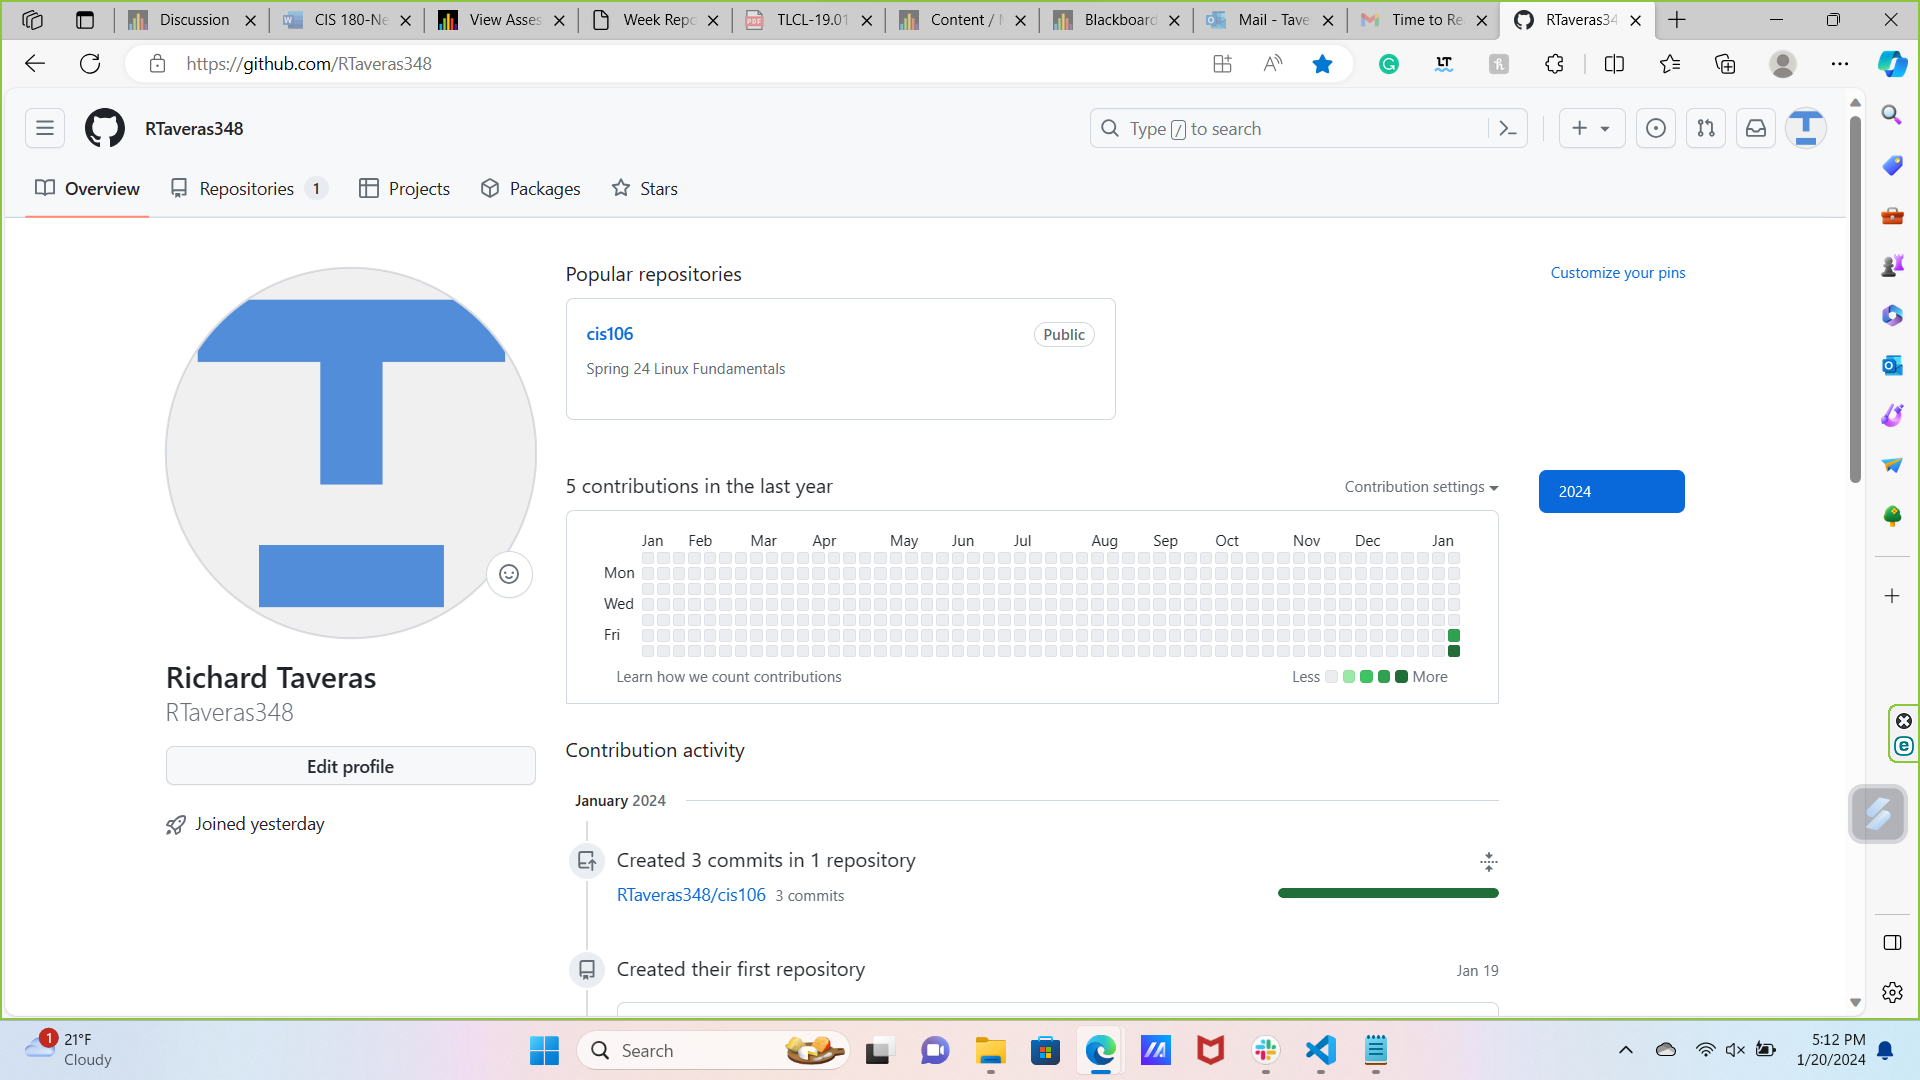 Discussion
CIS 180-Ne
View Asses
Week Repo
TLCL-19.01
Content / M
Blackboard
Mail - Tave
Time to Re
RTaveras34
https://github.com/RTaveras348
RTaveras348
Type / to search
Overview
Repositories 1
Projects
Packages
Stars
Popular repositories
Customize your pins
cis106
Public
Spring 24 Linux Fundamentals
5 contributions in the last year
Contribution settings
2024
Jan Feb Mar Apr May Jun Jul Aug Sep Oct Nov Dec Jan
Mon
Wed
Fri
Learn how we count contributions
Less More
Richard Taveras
RTaveras348
Edit profile
Joined yesterday
Contribution activity
January 2024
Created 3 commits in 1 repository
RTaveras348/cis106 3 commits
Created their first repository
Jan 19
1
21°F
Cloudy
Search
5:12 PM
1/20/2024